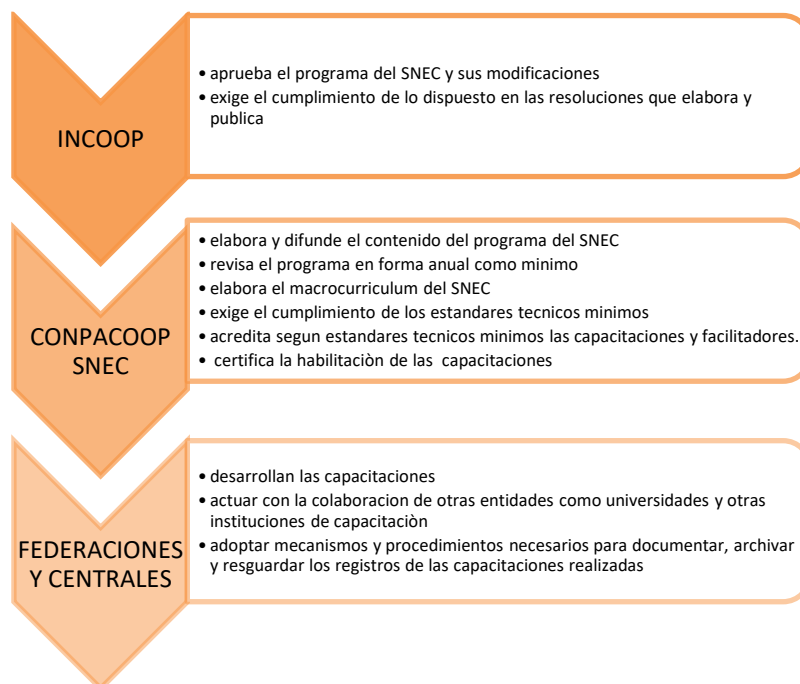 INCOOP
• aprueba el programa del SNEC y sus modificaciones
• exige el cumplimiento de lo dispuesto en las resoluciones que elabora y
publica
CONPACOOP
SNEC
• elabora y difunde el contenido del programa del SNEC
• revisa el programa en forma anual como minimo
• elabora el macrocurriculum del SNEC
• exige el cumplimiento de los estandares tecnicos minimos
• acredita segun estandares tecnicos minimos las capacitaciones y facilitadores.
• certifica la habilitaciòn de las capacitaciones
FEDERACIONES
Y CENTRALES
• desarrollan las capacitaciones
• actuar con la colaboracion de otras entidades como universidades y otras
instituciones de capacitaciòn
• adoptar mecanismos y procedimientos necesarios para documentar, archivar
y resguardar los registros de las capacitaciones realizadas